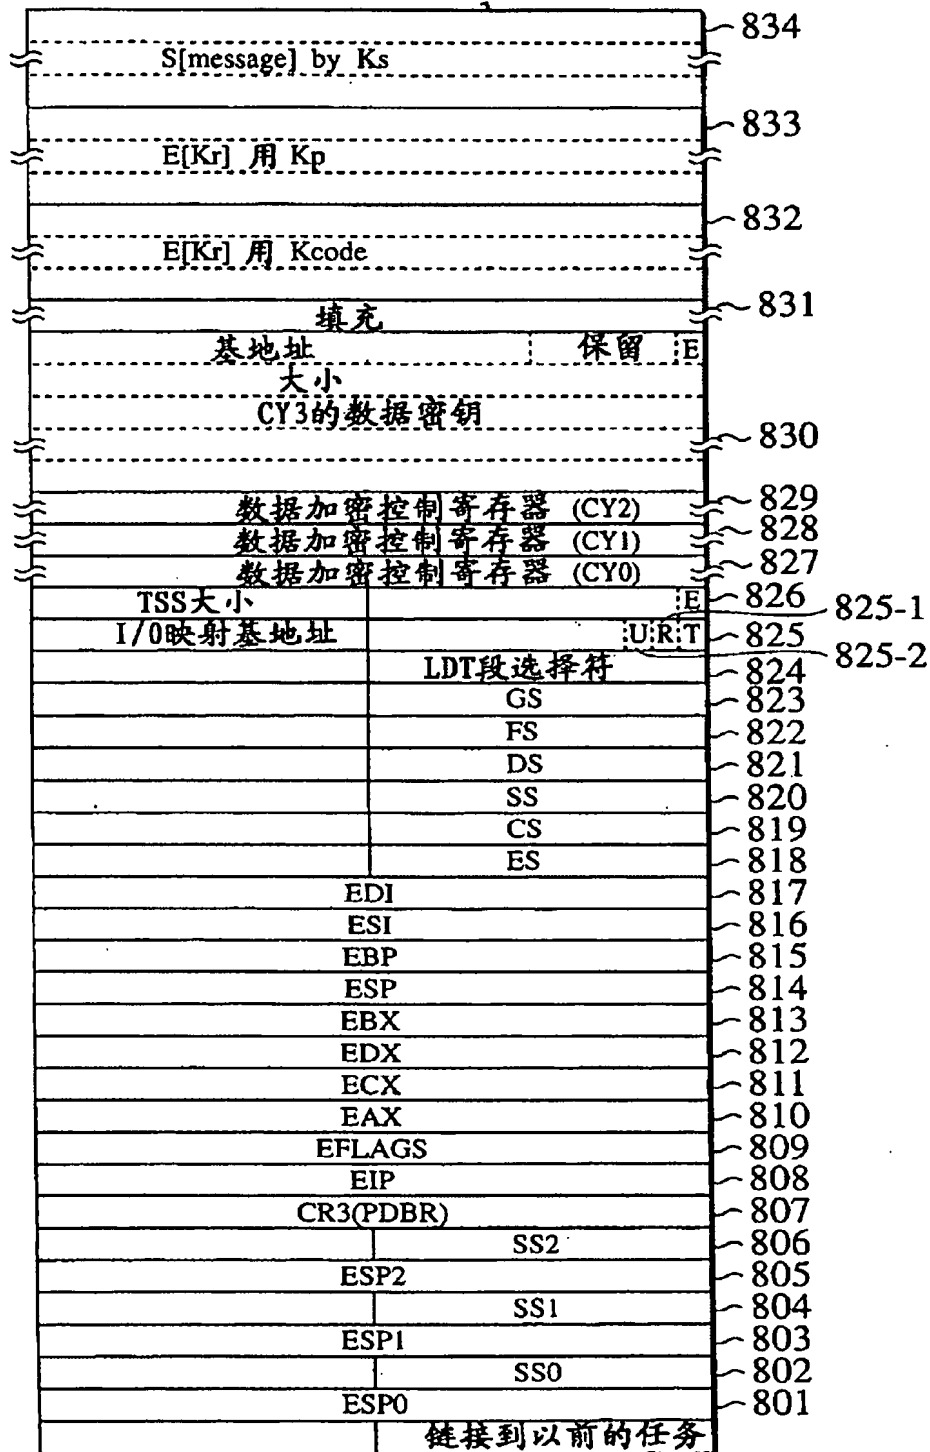 834
S[message] by Ks
833
E[Kr] 用 Kp
832
E[Kr] 用 Kcode
831
填充
基地址 保留 E
大小
CY3的数据密钥
830
数据加密控制寄存器 (CY2) 829
数据加密控制寄存器 (CY1) 828
数据加密控制寄存器 (CY0) 827
TSS大小 E 826 825-1
I/0映射基地址 U R T 825 825-2
LDT段选择符 824
GS 823
FS 822
DS 821
SS 820
CS 819
ES 818
EDI 817
ESI 816
EBP 815
ESP 814
EBX 813
EDX 812
ECX 811
EAX 810
EFLAGS 809
EIP 808
CR3(PDBR) 807
SS2 806
ESP2 805
SS1 804
ESP1 803
SS0 802
ESP0 801
链接到以前的任务